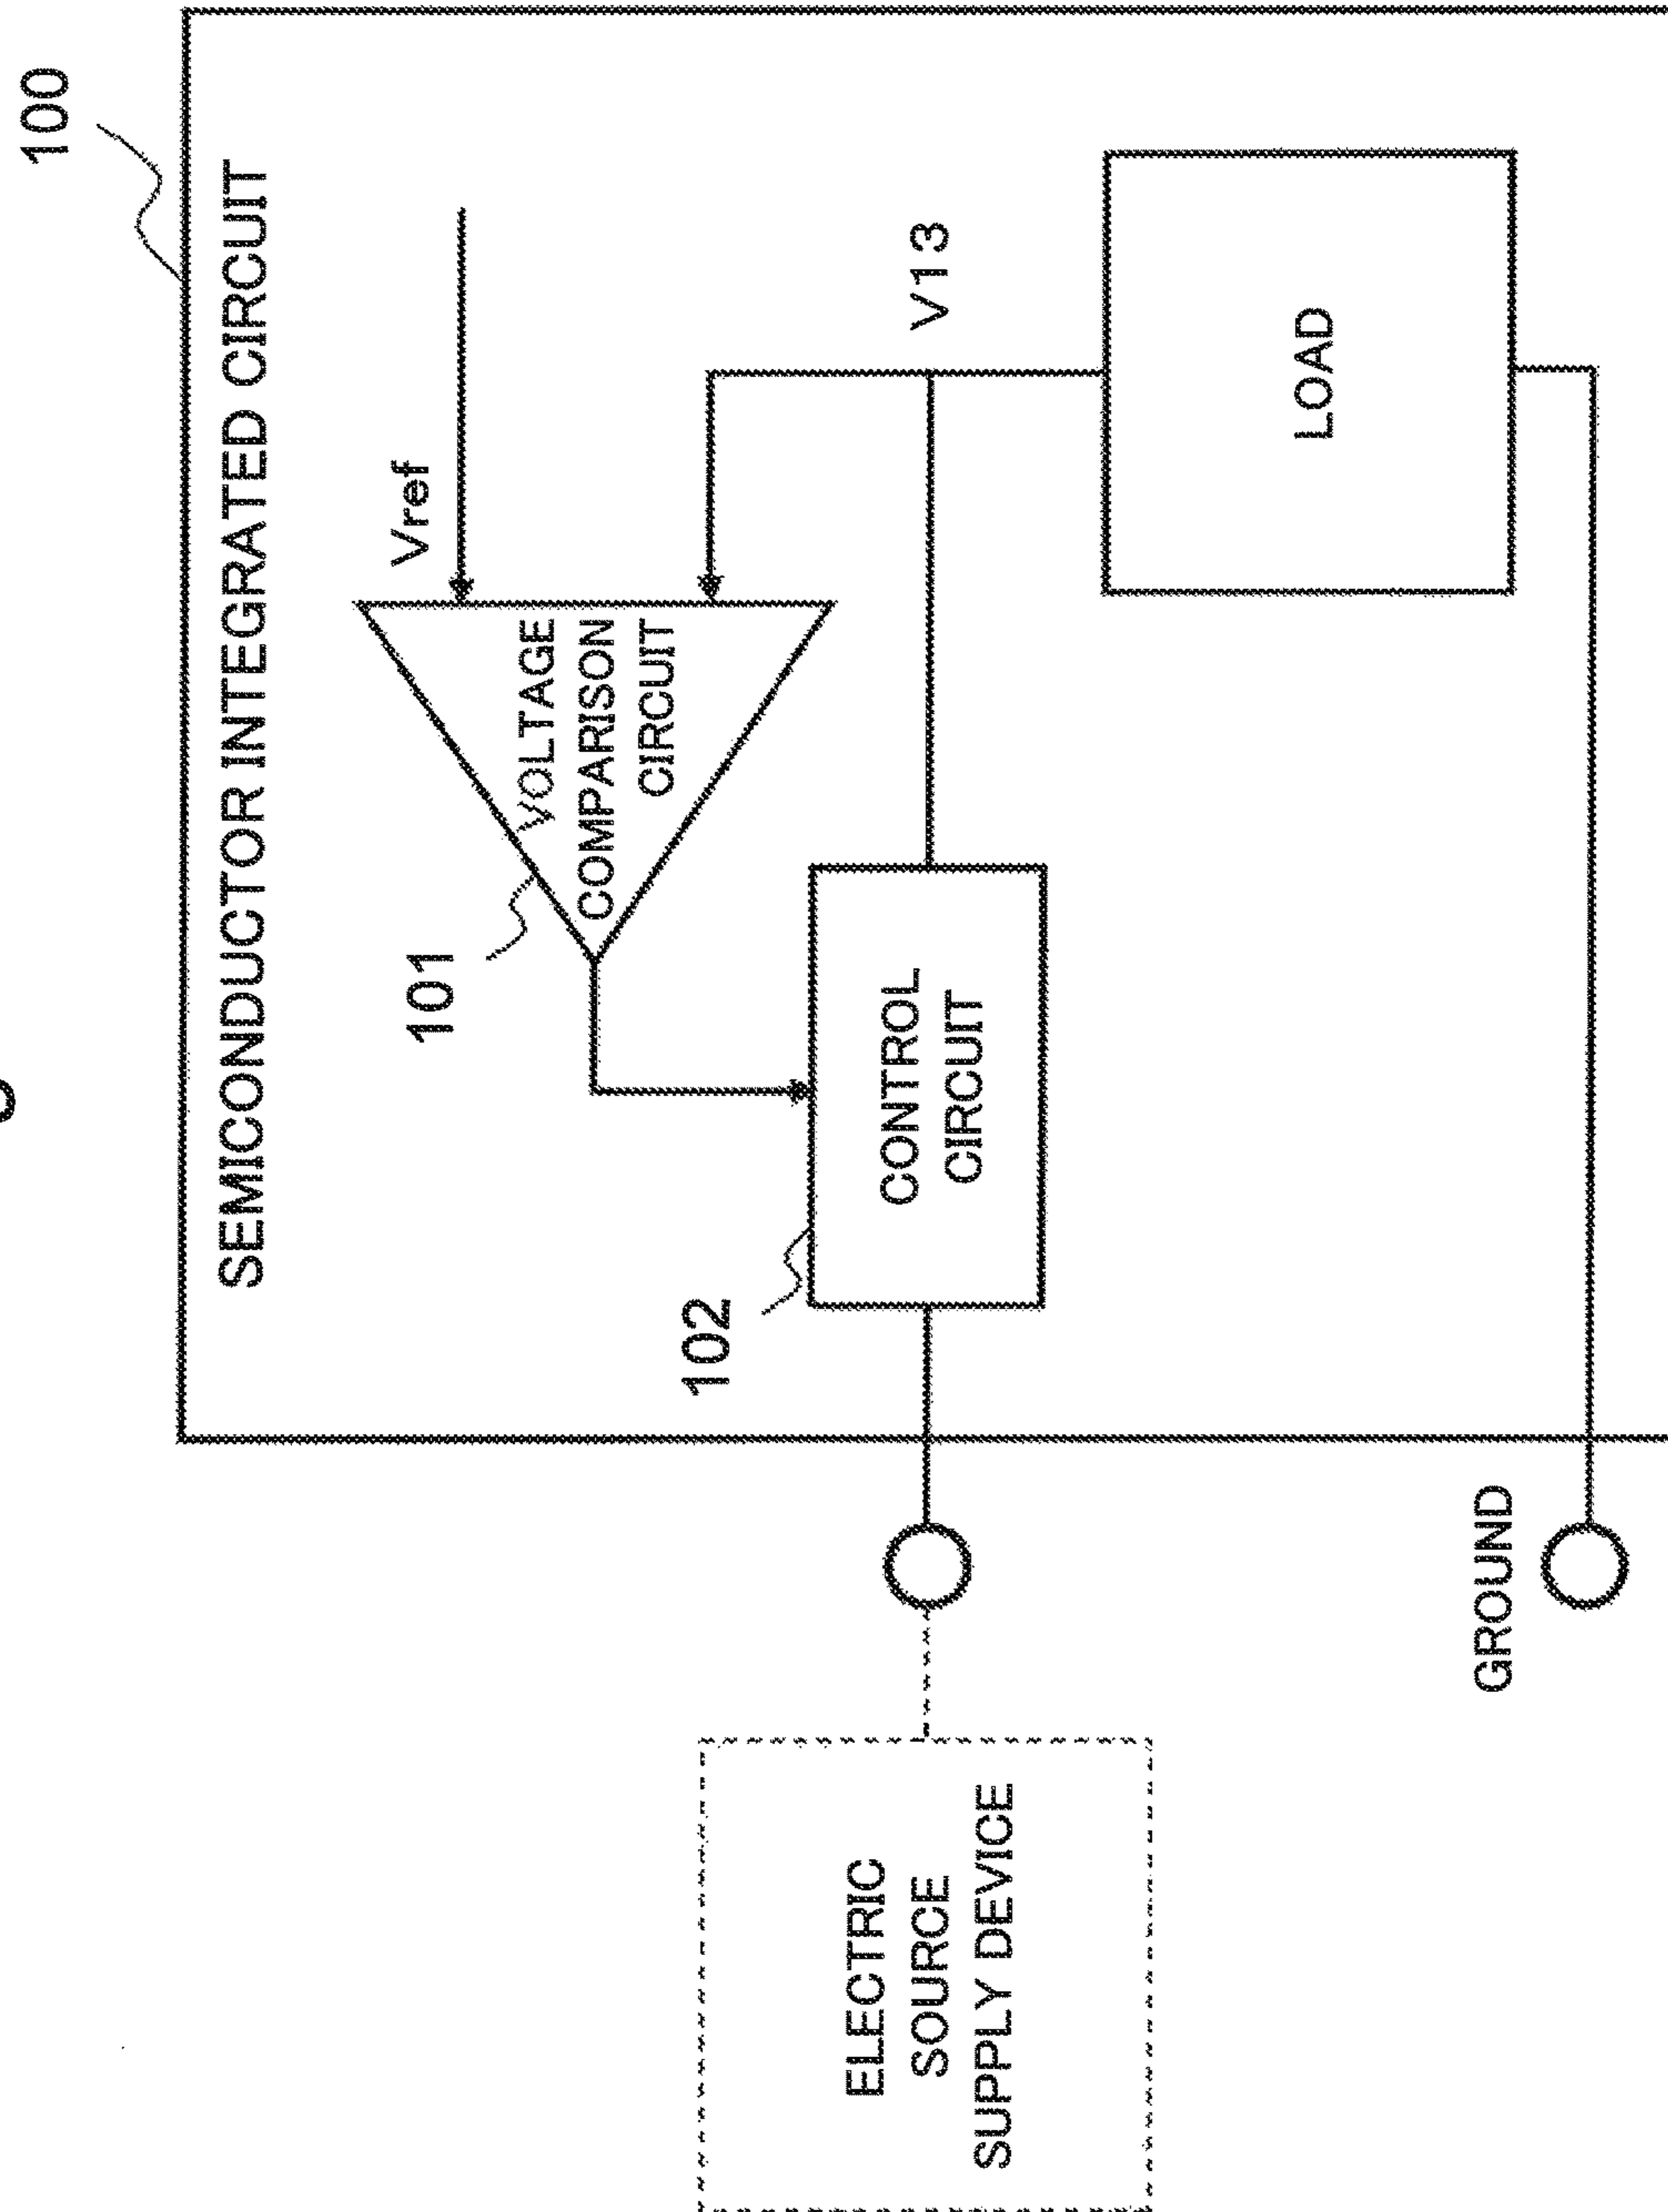 100
SEMICONDUCTOR INTEGRATED CIRCUIT
Vref
101
VOLTAGE
COMPARISON
CIRCUIT
V13
102
CONTROL
CIRCUIT
LOAD
ELECTRIC
SOURCE
SUPPLY DEVICE
GROUND